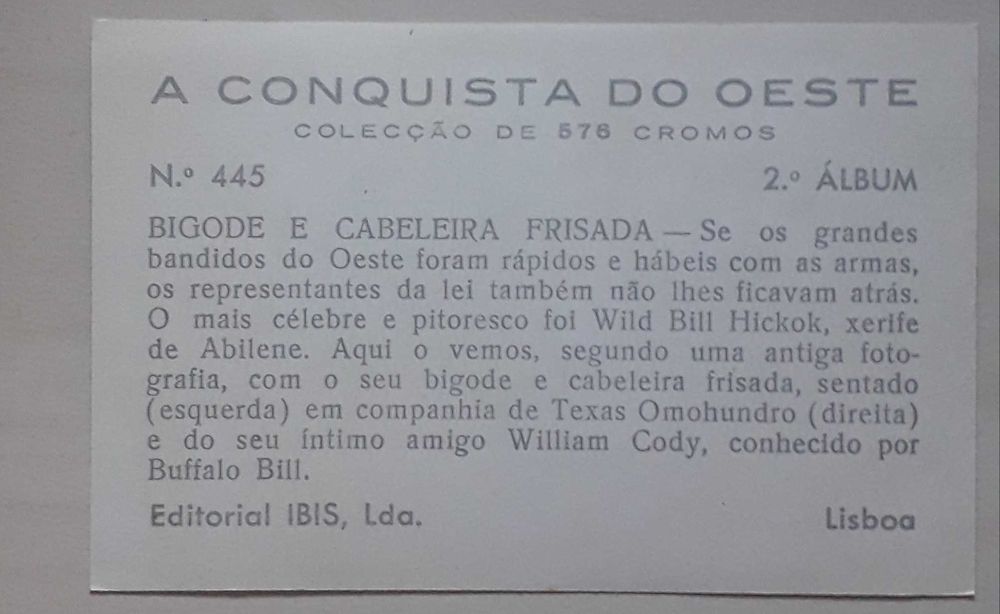 A CONQUISTA DO OESTE
COLECÇÃO DE 576 CROMOS
N.º 445 2.º ÁLBUM
BIGODE E CABELEIRA FRISADA — Se os grandes
bandidos do Oeste foram rápidos e hábeis com as armas,
os representantes da lei também não lhes ficavam atrás.
O mais célebre e pitoresco foi Wild Bill Hickok, xerife
de Abilene. Aqui o vemos, segundo uma antiga foto-
grafia, com o seu bigode e cabeleira frisada, sentado
(esquerda) em companhia de Texas Omohundro (direita)
e do seu íntimo amigo William Cody, conhecido por
Buffalo Bill.
Editorial IBIS, Lda. Lisboa